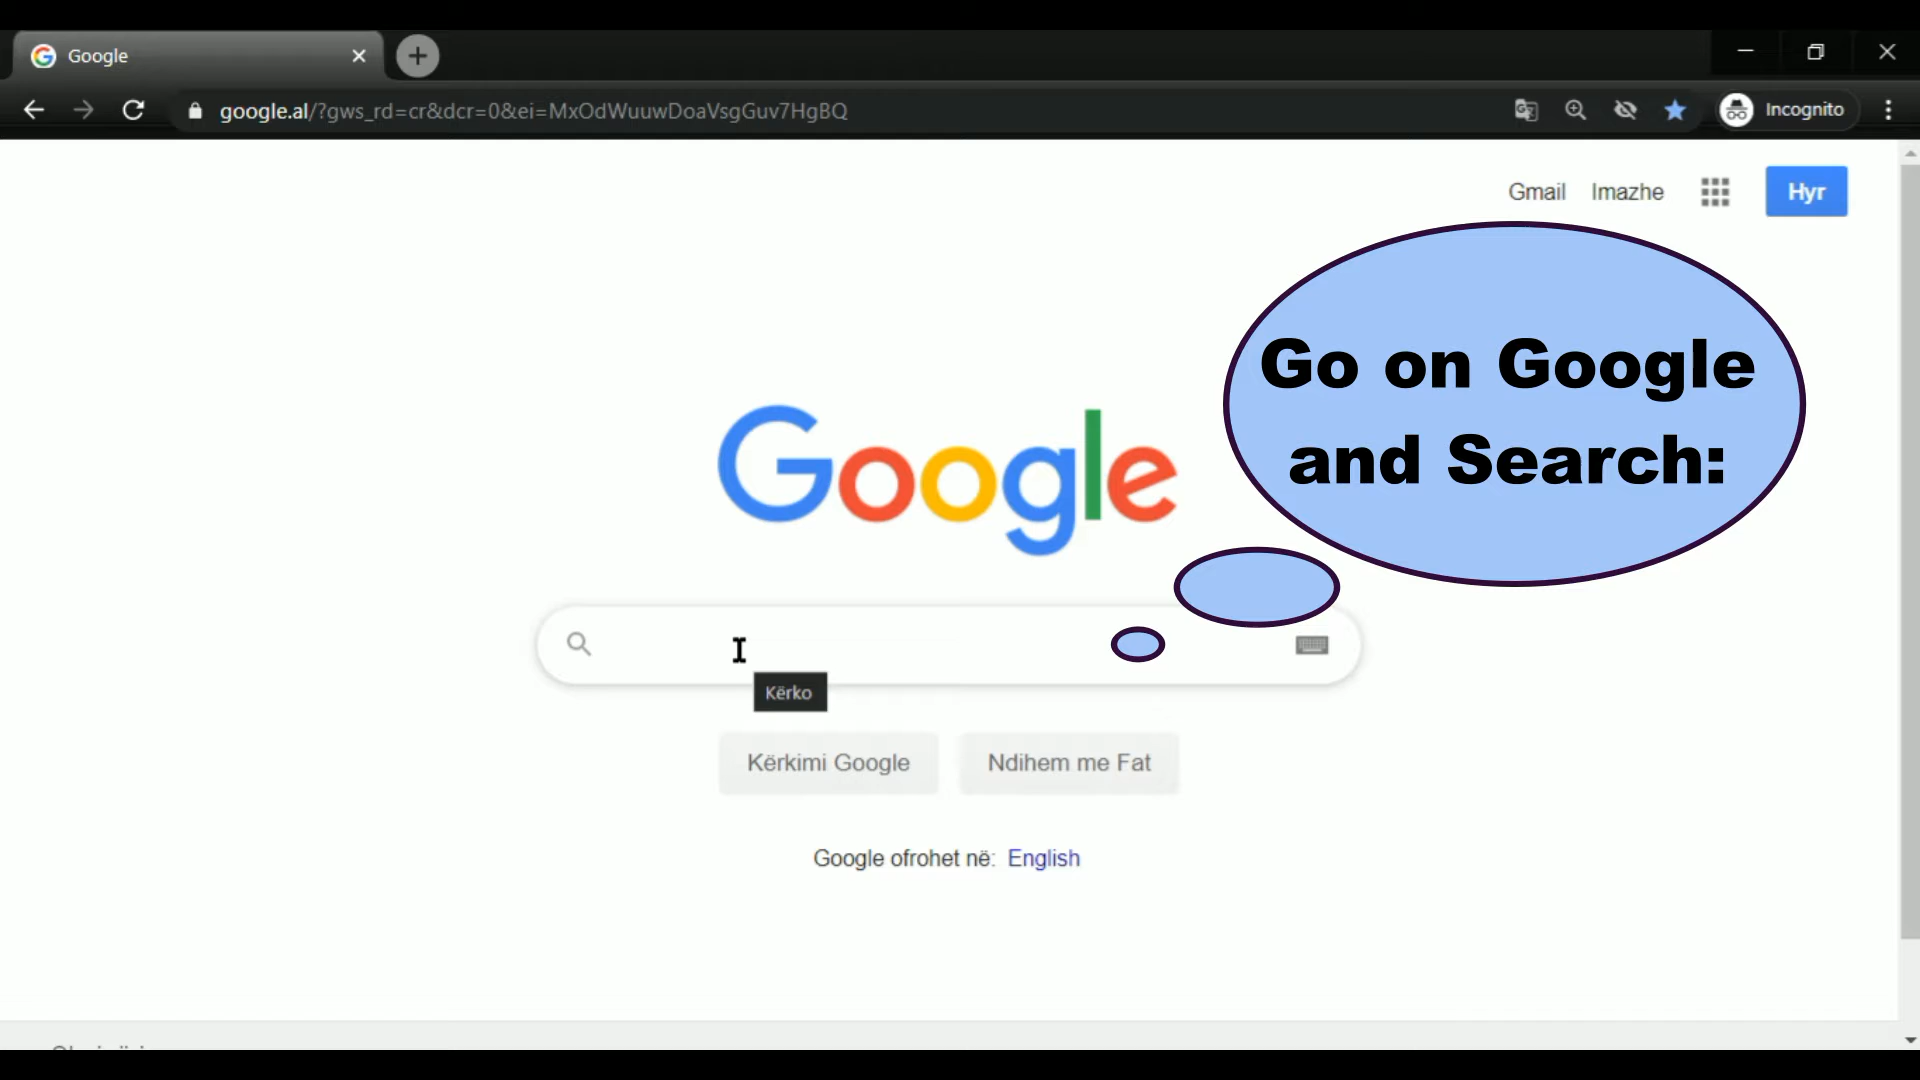 Google
google.al/?gws_rd=cr&dcr=0&ei=MxOdWuuwDoaVsgGuv7HgBQ
Incognito
Gmail Imazhe Hyr
Go on Google
and Search:
Google
Kërko
Kërkimi Google Ndihem me Fat
Google ofrohet në: English